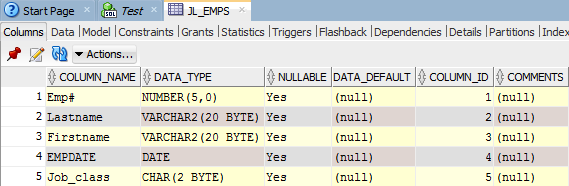 Start Page Test JL_EMPS
Columns Data Model Constraints Grants Statistics Triggers Flashback Dependencies Details Partitions Index
Actions...
COLUMN_NAME DATA_TYPE NULLABLE DATA_DEFAULT COLUMN_ID COMMENTS
1 Emp# NUMBER(5,0) Yes (null) 1 (null)
2 Lastname VARCHAR2(20 BYTE) Yes (null) 2 (null)
3 Firstname VARCHAR2(20 BYTE) Yes (null) 3 (null)
4 EMPDATE DATE Yes (null) 4 (null)
5 Job_class CHAR(2 BYTE) Yes (null) 5 (null)